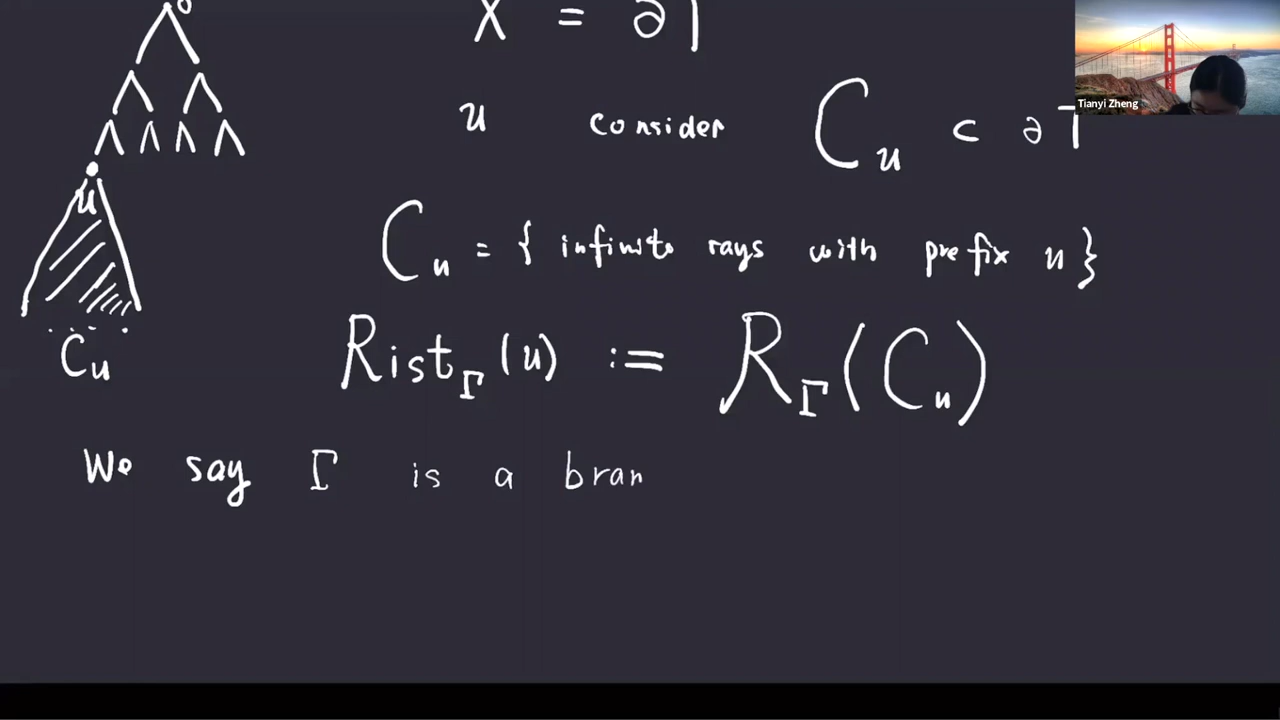 X = ∂T
Tianyi Zheng
u consider C_u ⊂ ∂T
u
C_u = { infinite rays with prefix u }
C_u
Rist_Γ (u) := R_Γ (C_u)
We say Γ is a bran